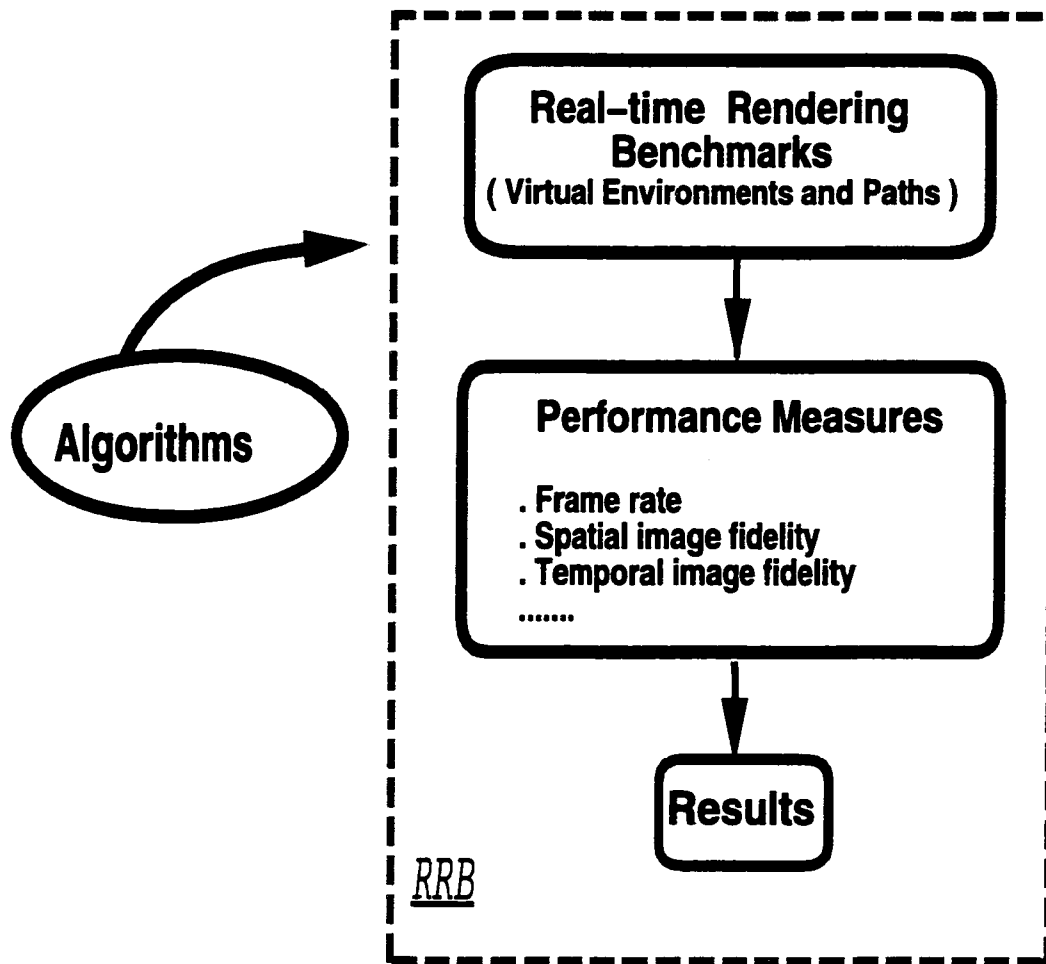 Real-time Rendering
Benchmarks
( Virtual Environments and Paths )
Algorithms
Performance Measures
. Frame rate
. Spatial image fidelity
. Temporal image fidelity
.......
Results
RRB